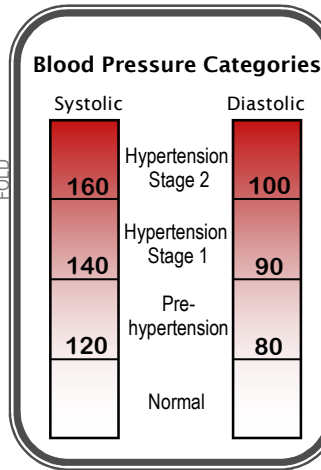 Blood Pressure Categories
Systolic Diastolic
Hypertension
Stage 2
160 100
Hypertension
Stage 1
140 90
Pre-
hypertension
120 80
Normal
FOLD